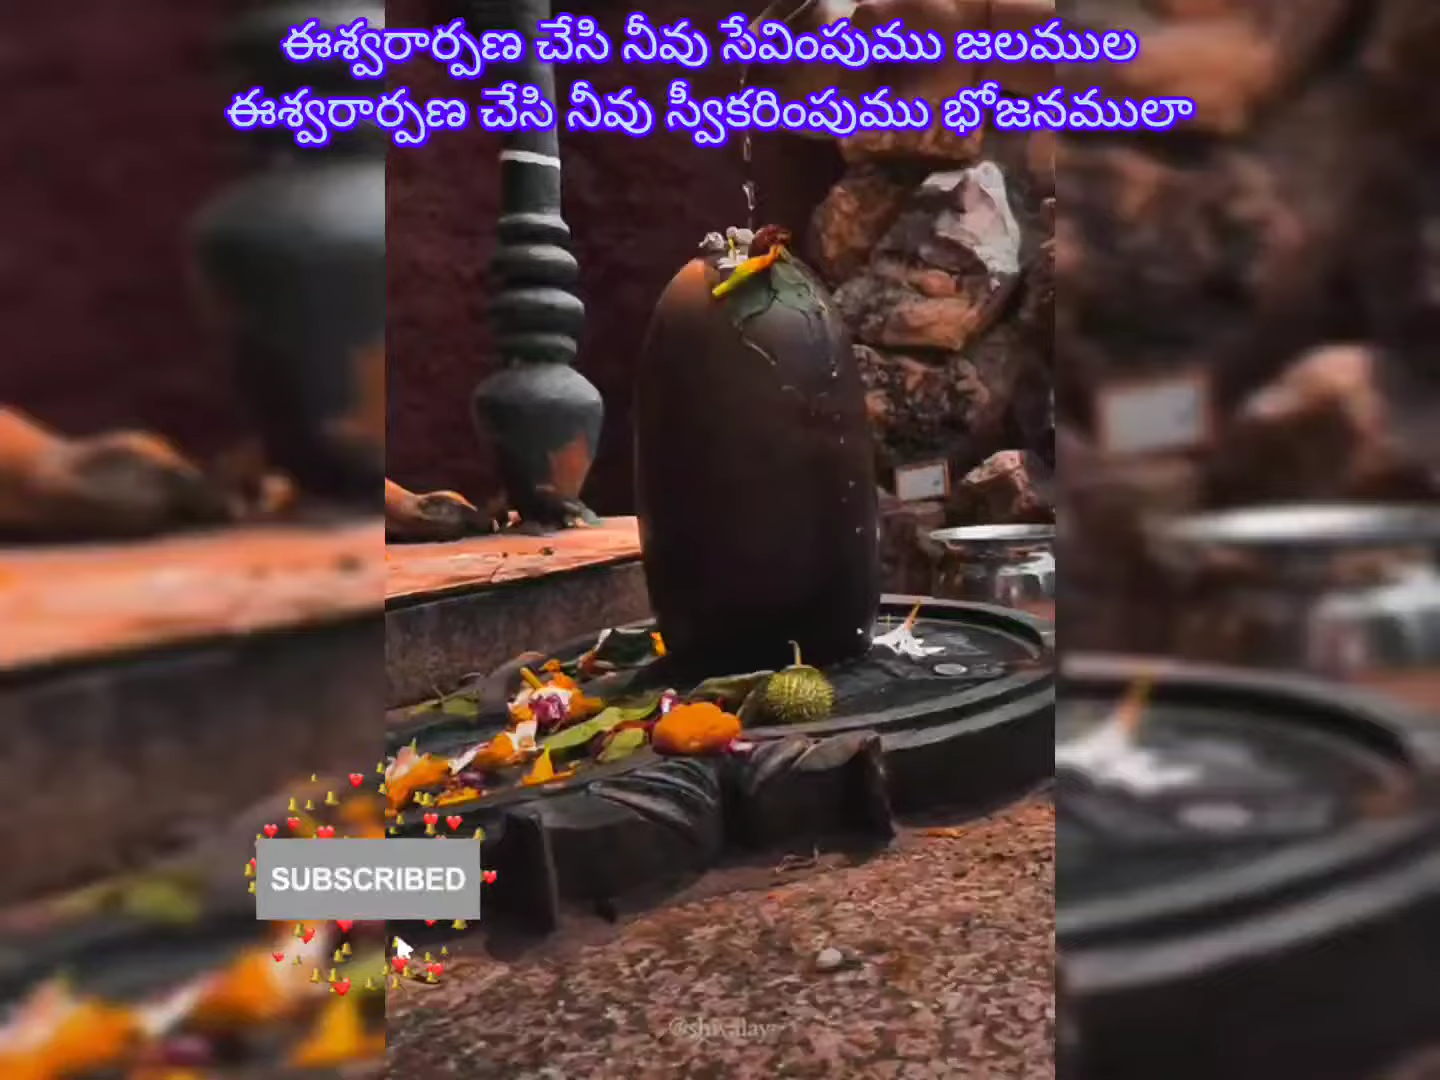 ఈశ్వరార్పణ చేసి నీవు సేవింపుము జలముల
ఈశ్వరార్పణ చేసి నీవు స్వీకరింపుము భోజనములా
SUBSCRIBED